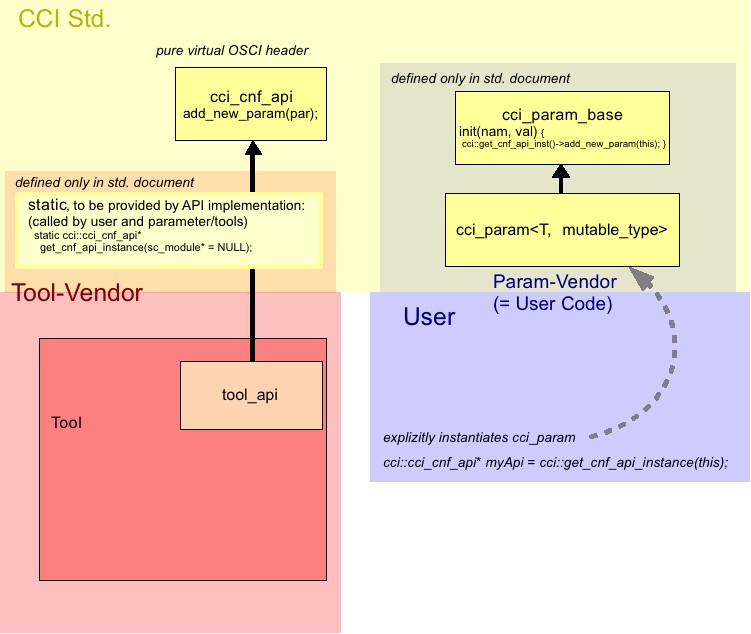 CCI Std.
pure virtual OSCI header
cci_cnf_api
add_new_param(par);
defined only in std. document
static, to be provided by API implementation:
(called by user and parameter/tools)
static cci::cci_cnf_api*
get_cnf_api_instance(sc_module* = NULL);
Tool-Vendor
Tool
tool_api
defined only in std. document
cci_param_base
init(nam, val) {
cci::get_cnf_api_inst()->add_new_param(this); }
cci_param<T, mutable_type>
Param-Vendor
(= User Code)
User
explizitly instantiates cci_param
cci::cci_cnf_api* myApi = cci::get_cnf_api_instance(this);